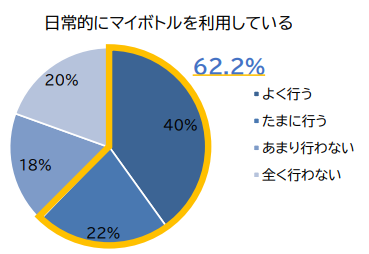 日常的にマイボトルを利用している
62.2%
20%
40%
18%
22%
よく行う
たまに行う
あまり行わない
全く行わない